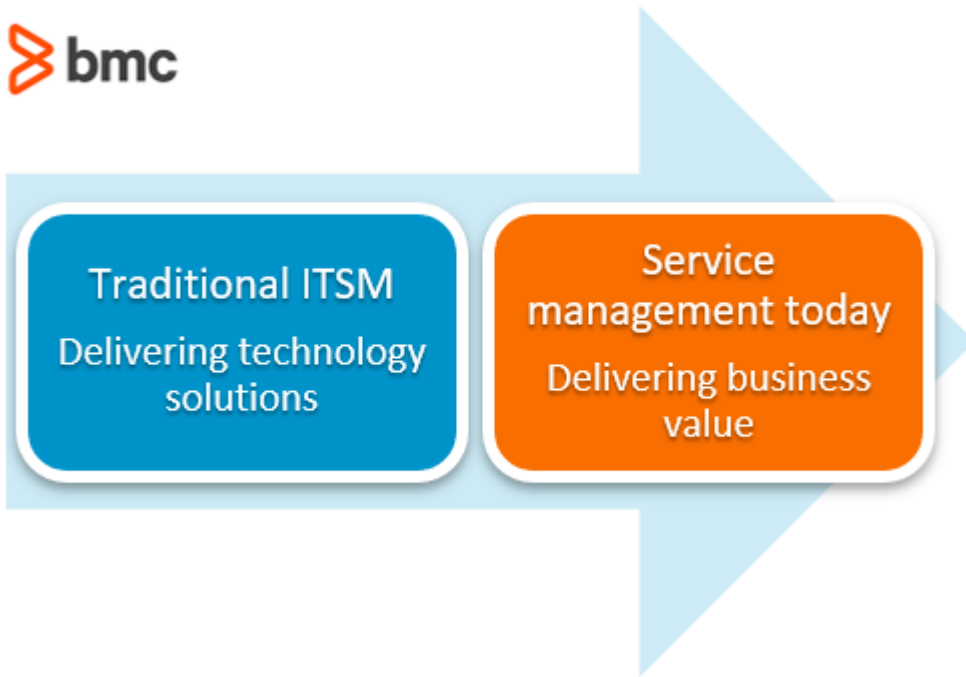 bmc
Traditional ITSM
Delivering technology
solutions
Service
management today
Delivering business
value